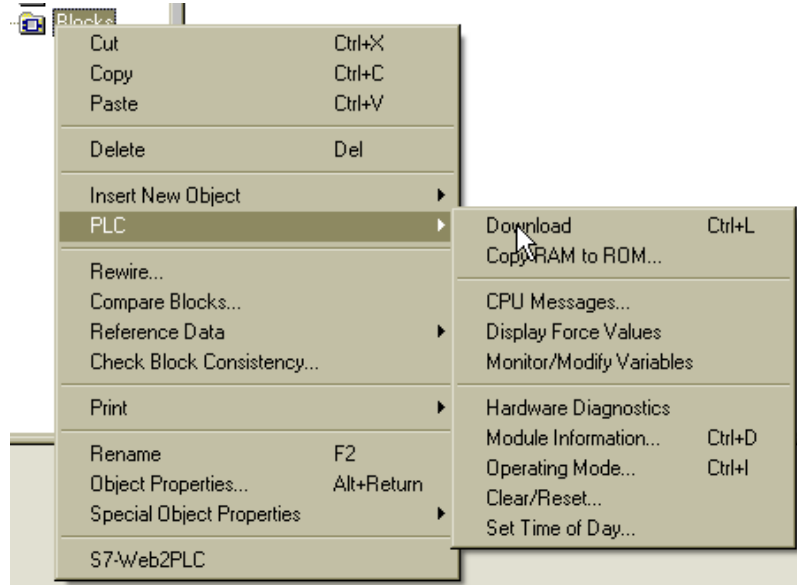 Blocks
Cut Ctrl+X
Copy Ctrl+C
Paste Ctrl+V
Delete Del
Insert New Object
PLC
Rewire...
Compare Blocks...
Reference Data
Check Block Consistency...
Print
Rename F2
Object Properties... Alt+Return
Special Object Properties
S7-Web2PLC
Download Ctrl+L
Copy RAM to ROM...
CPU Messages...
Display Force Values
Monitor/Modify Variables
Hardware Diagnostics
Module Information... Ctrl+D
Operating Mode... Ctrl+I
Clear/Reset...
Set Time of Day...